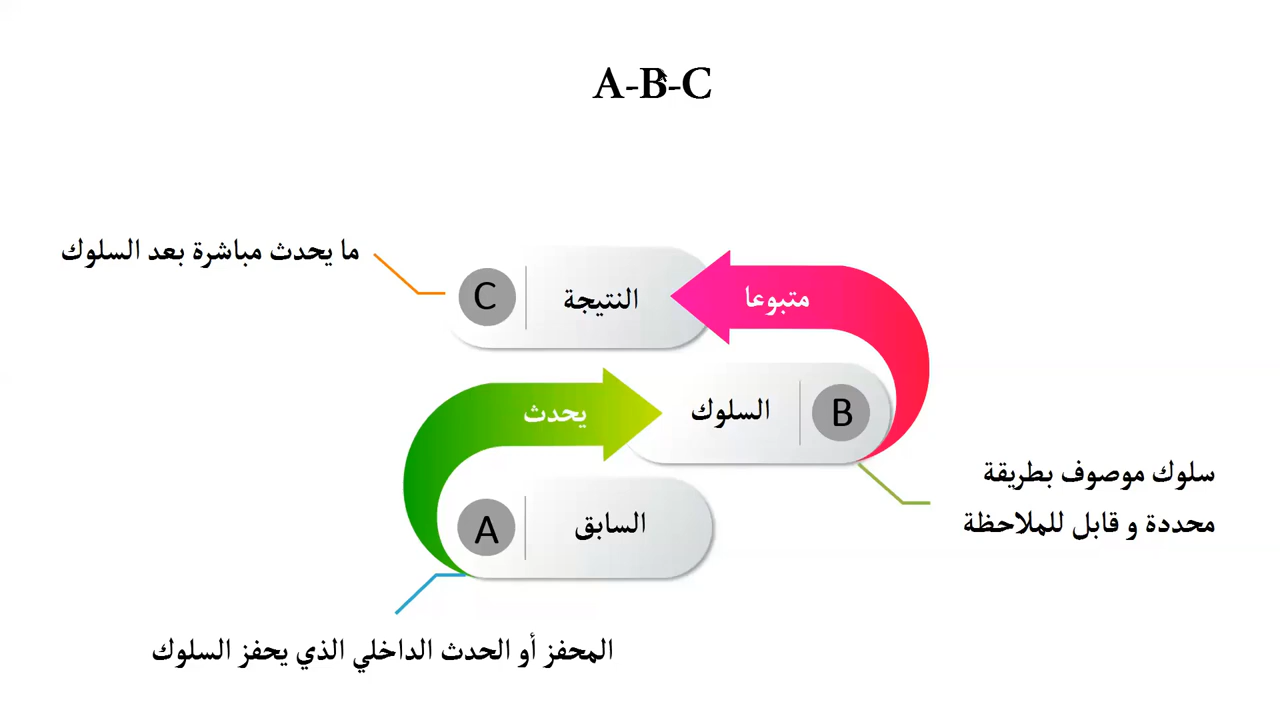 A-B-C
ما يحدث مباشرة بعد السلوك
C
النتيجة
متبوعا
يحدث
السلوك
B
سلوك موصوف بطريقة
محددة و قابل للملاحظة
A
السابق
المحفز أو الحدث الداخلي الذي يحفز السلوك